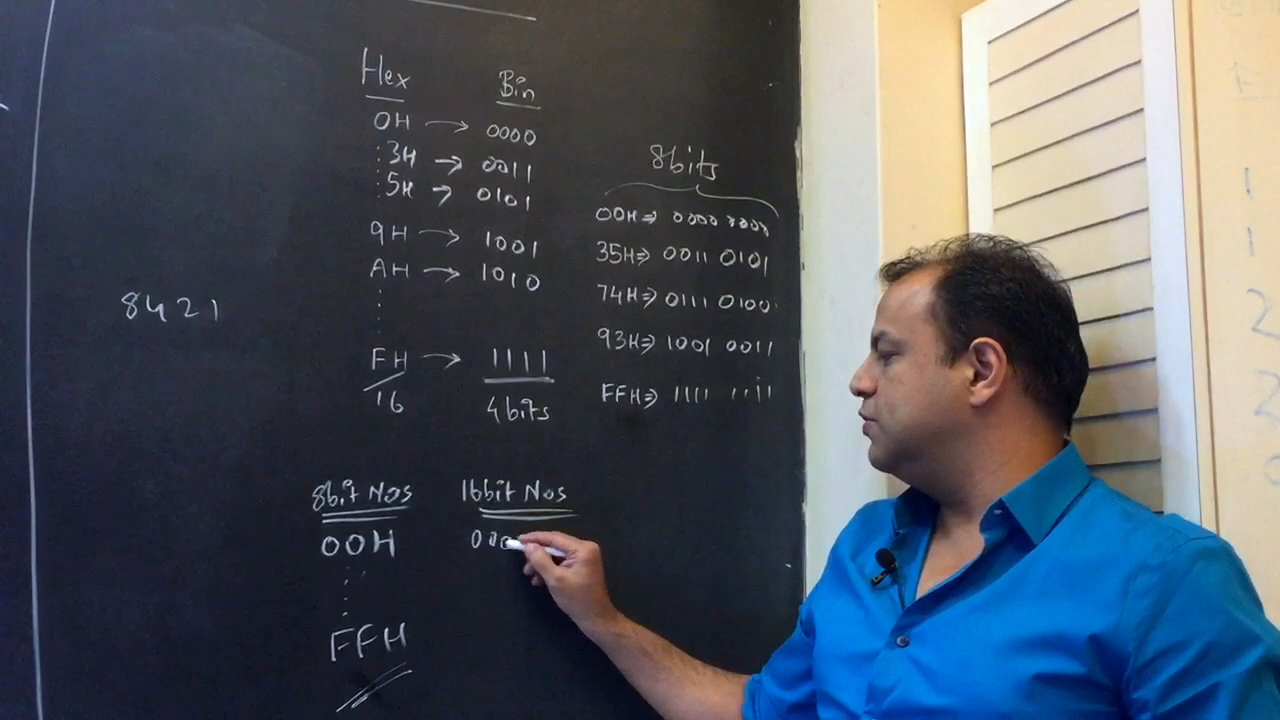 Hex Bin
0H → 0000
3H → 0011
5H → 0101
9H → 1001
AH → 1010
FH → 1111
16 4bits
8421
8bits
00H ⇒ 0000 0000
35H ⇒ 0011 0101
74H ⇒ 0111 0100
93H ⇒ 1001 0011
FFH ⇒ 1111 1111
8bit Nos 16bit Nos
00H 000
FFH